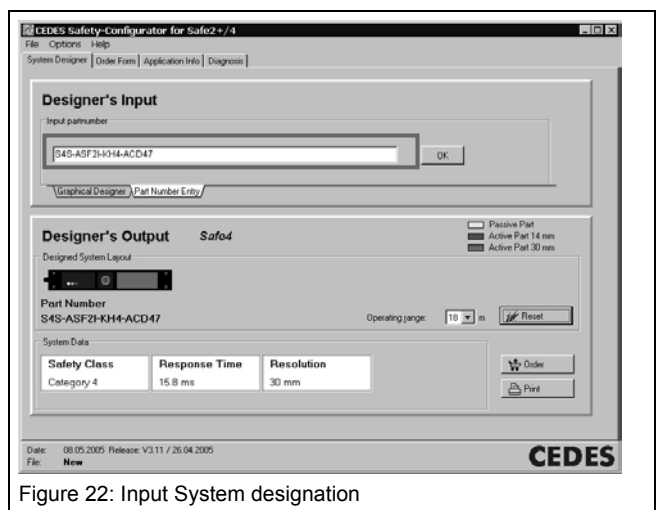 CEDES Safety-Configurator for Safe2+/4
File Options Help
System Designer Order Form Application Info Diagnosis
Designer's Input
Input partnumber
S4S-ASF2I-KH4-ACD47
OK
Graphical Designer Part Number Entry
Designer's Output Safo4
Passive Part
Active Part 14 mm
Active Part 30 mm
Designed System Layout
Part Number
S4S-ASF2I-KH4-ACD47
Operating range: 18 m Reset
System Data
Safety Class Response Time Resolution
Category 4 15.8 ms 30 mm
Order
Print
Date: 08.05.2005 Release: V3.11 / 26.04.2005
File: New
CEDES
Figure 22: Input System designation